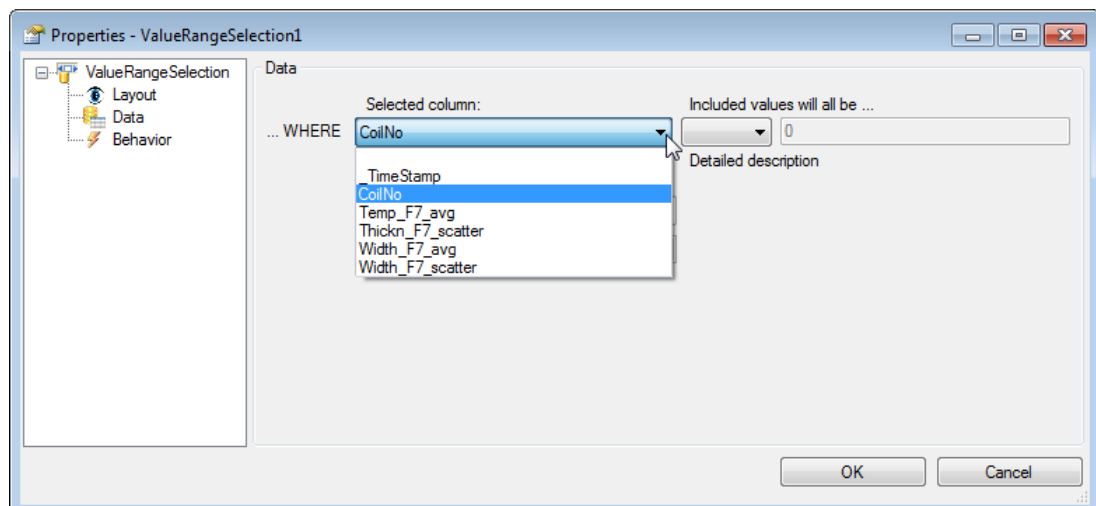 Properties - ValueRangeSelection1
ValueRangeSelection
Layout
Data
Behavior
Data
Selected column:
Included values will all be ...
... WHERE CoilNo 0
Detailed description
_TimeStamp
CoilNo
Temp_F7_avg
Thickn_F7_scatter
Width_F7_avg
Width_F7_scatter
OK Cancel